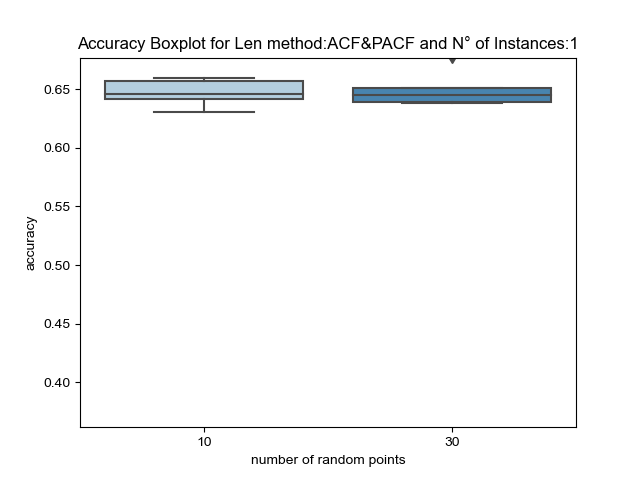 Accuracy Boxplot for Len method:ACF&PACF and N° of Instances:1
0.65
0.60
0.55
0.50
0.45
0.40
accuracy
10 30
number of random points